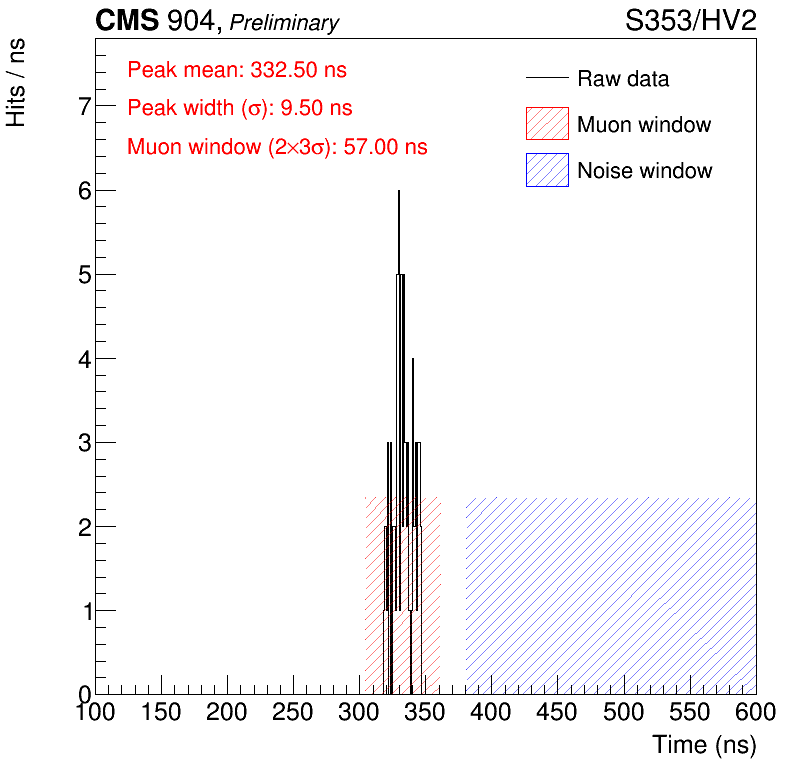 CMS 904, Preliminary S353/HV2
Hits / ns
Peak mean: 332.50 ns
Peak width (σ): 9.50 ns
Muon window (2×3σ): 57.00 ns
Raw data
Muon window
Noise window
7
6
5
4
3
2
1
0
100 150 200 250 300 350 400 450 500 550 600
Time (ns)